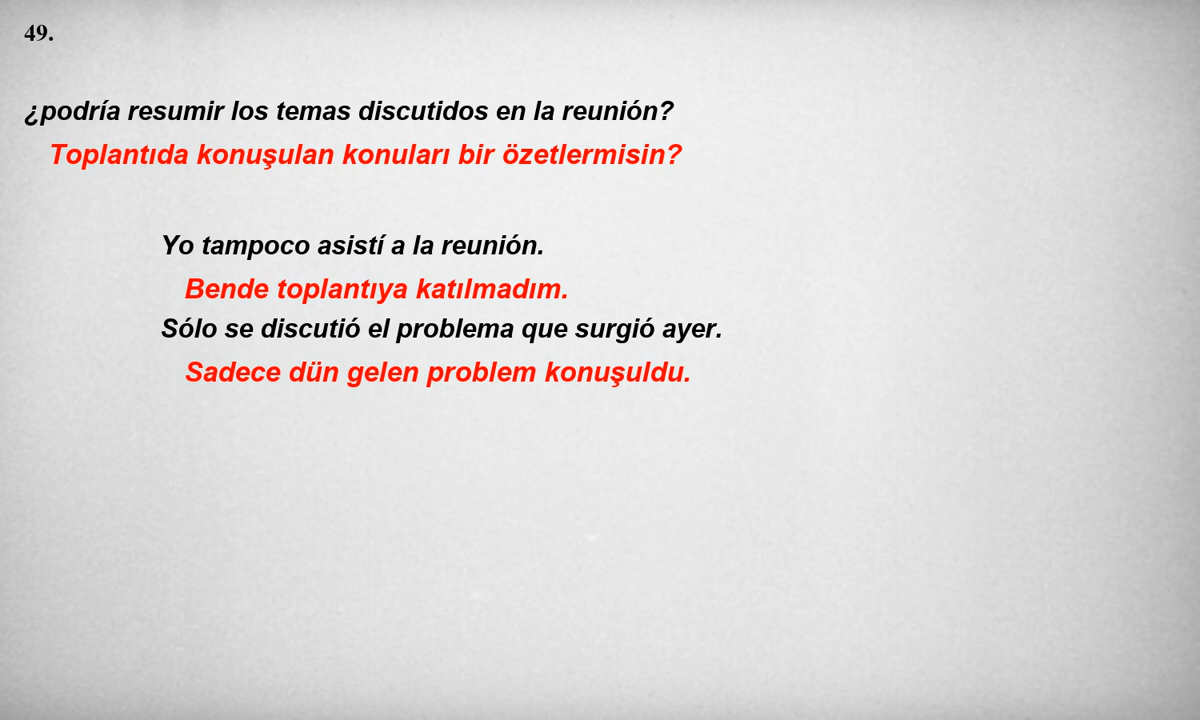 49.
¿podría resumir los temas discutidos en la reunión?
Toplantıda konuşulan konuları bir özetlermisin?
Yo tampoco asistí a la reunión.
Bende toplantıya katılmadım.
Sólo se discutió el problema que surgió ayer.
Sadece dün gelen problem konuşuldu.